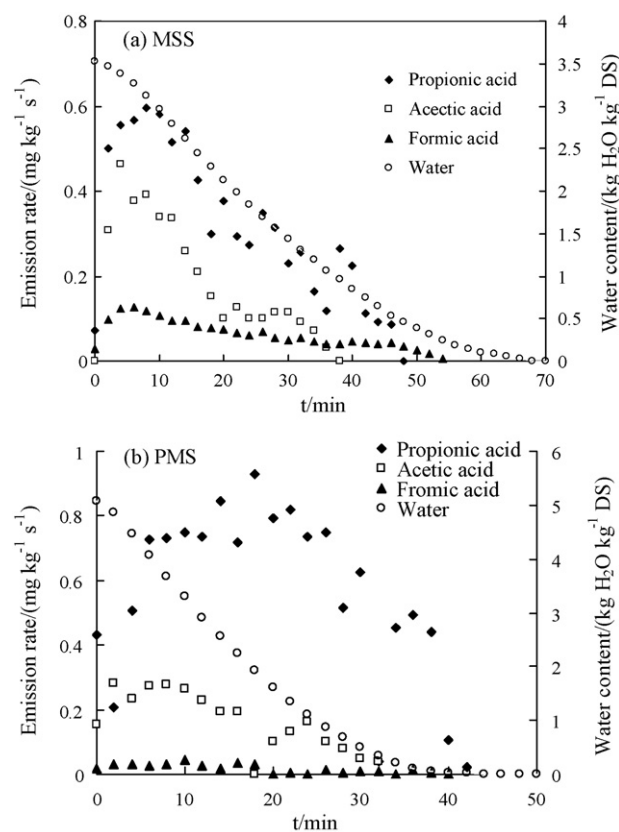 (a) MSS
Propionic acid
Acectic acid
Formic acid
Water
Emission rate/(mg kg⁻¹ s⁻¹)
0.8
0.6
0.4
0.2
0
Water content/(kg H₂O kg⁻¹ DS)
4
3.5
3
2.5
2
1.5
1
0.5
0
0 10 20 30 40 50 60 70
t/min
(b) PMS
Propionic acid
Acetic acid
Fromic acid
Water
Emission rate/(mg kg⁻¹ s⁻¹)
1
0.8
0.6
0.4
0.2
0
Water content/(kg H₂O kg⁻¹ DS)
6
5
4
3
2
1
0
0 10 20 30 40 50
t/min